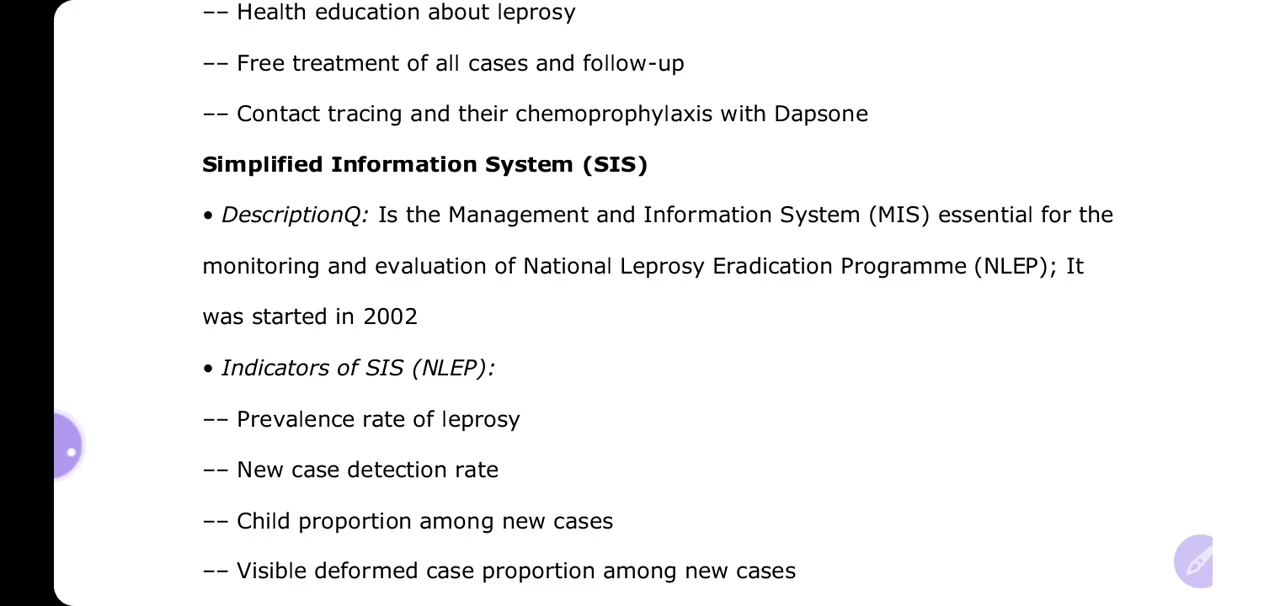 –– Health education about leprosy
–– Free treatment of all cases and follow-up
–– Contact tracing and their chemoprophylaxis with Dapsone
Simplified Information System (SIS)
• DescriptionQ: Is the Management and Information System (MIS) essential for the
monitoring and evaluation of National Leprosy Eradication Programme (NLEP); It
was started in 2002
• Indicators of SIS (NLEP):
–– Prevalence rate of leprosy
–– New case detection rate
–– Child proportion among new cases
–– Visible deformed case proportion among new cases